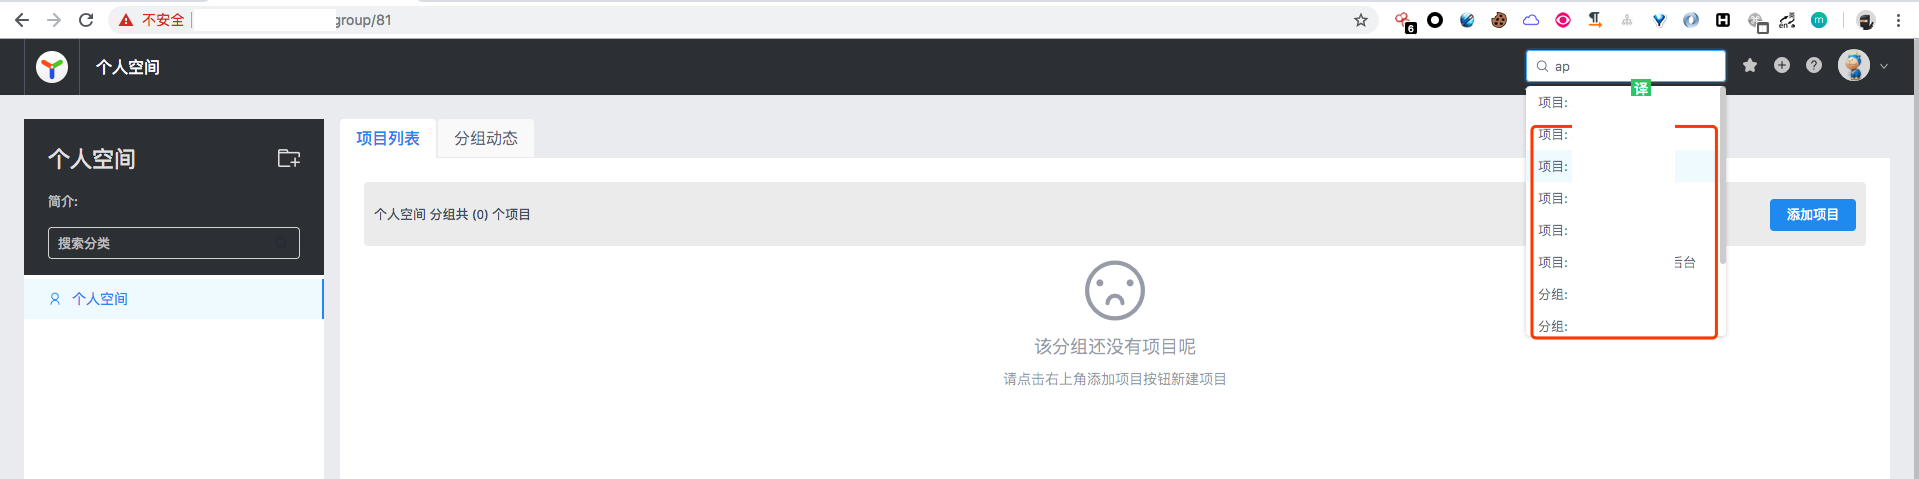 不安全
group/81
6
en
H
m
个人空间
ap
译
项目:
项目:
项目:
项目:
项目:
项目:
后台
分组:
分组:
个人空间
简介:
搜索分类
个人空间
项目列表
分组动态
个人空间 分组共 (0) 个项目
添加项目
该分组还没有项目呢
请点击右上角添加项目按钮新建项目